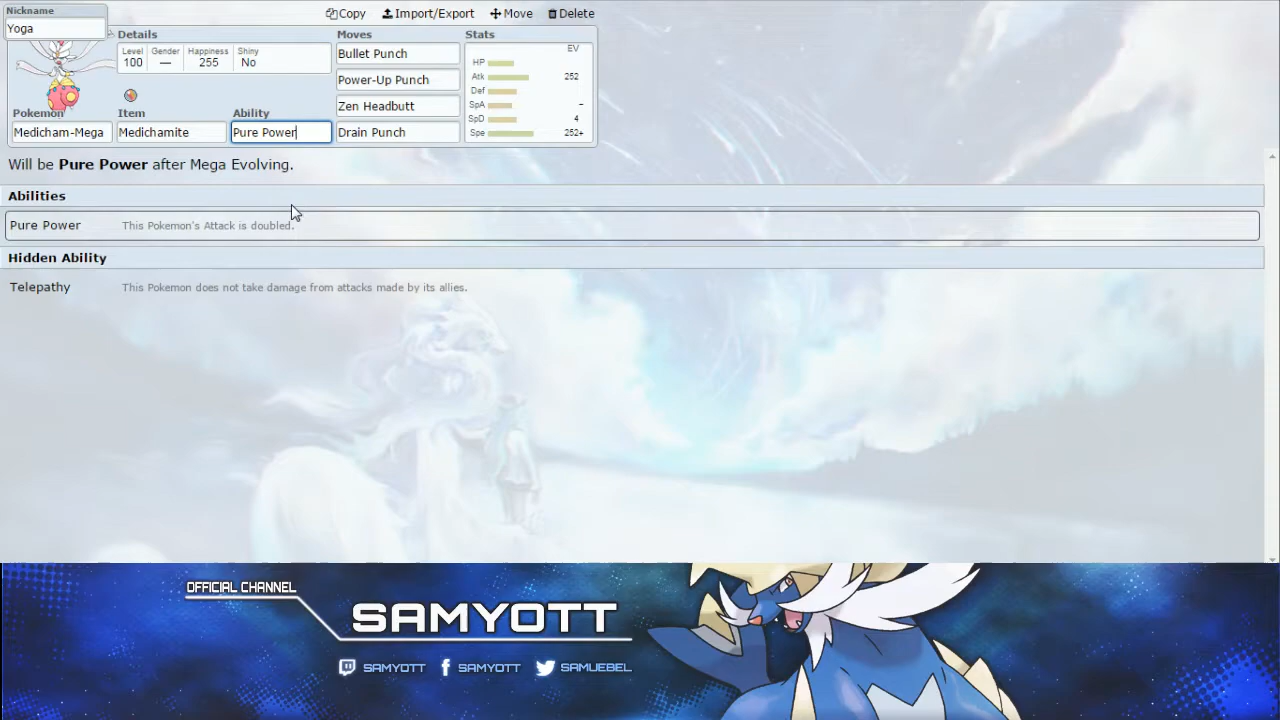 Nickname
Yoga
Copy Import/Export Move Delete
Details
Level Gender Happiness Shiny
100 — 255 No
Pokemon Item Ability
Medicham-Mega Medichamite Pure Power
Moves
Bullet Punch
Power-Up Punch
Zen Headbutt
Drain Punch
Stats
EV
HP
Atk 252
Def
SpA –
SpD 4
Spe 252+
Will be Pure Power after Mega Evolving.
Abilities
Pure Power This Pokemon's Attack is doubled.
Hidden Ability
Telepathy This Pokemon does not take damage from attacks made by its allies.
OFFICIAL CHANNEL
SAMYOTT
SAMYOTT SAMYOTT SAMUEBEL